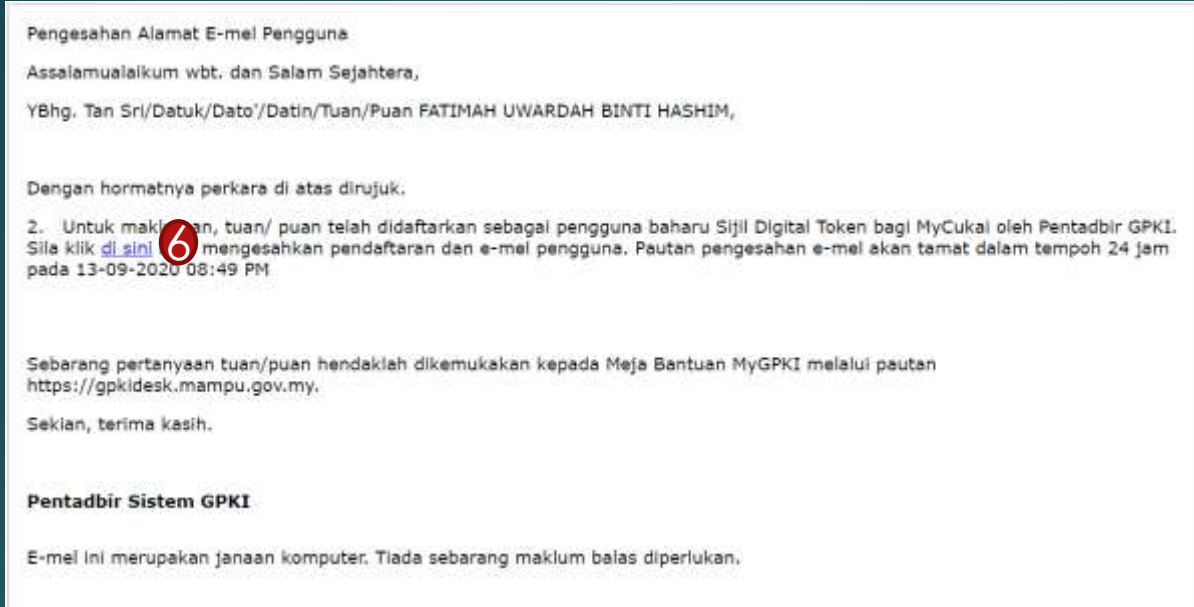 Pengesahan Alamat E-mel Pengguna
Assalamualaikum wbt. dan Salam Sejahtera,
YBhg. Tan Sri/Datuk/Dato'/Datin/Tuan/Puan FATIMAH UWARDAH BINTI HASHIM,
Dengan hormatnya perkara di atas dirujuk.
2. Untuk tuan/ puan telah didaftarkan sebagai pengguna baharu Sijil Digital Token bagi MyCukai oleh Pentadbir GPKI.
Sila klik di sini 6 mengesahkan pendaftaran dan e-mel pengguna. Pautan pengesahan e-mel akan tamat dalam tempoh 24 jam
pada 13-09-2020 08:49 PM
Sebarang pertanyaan tuan/puan hendaklah dikemukakan kepada Meja Bantuan MyGPKI melalui pautan
https://gpkidesk.mampu.gov.my.
Sekian, terima kasih.
Pentadbir Sistem GPKI
E-mel ini merupakan janaan komputer. Tiada sebarang maklum balas diperlukan.